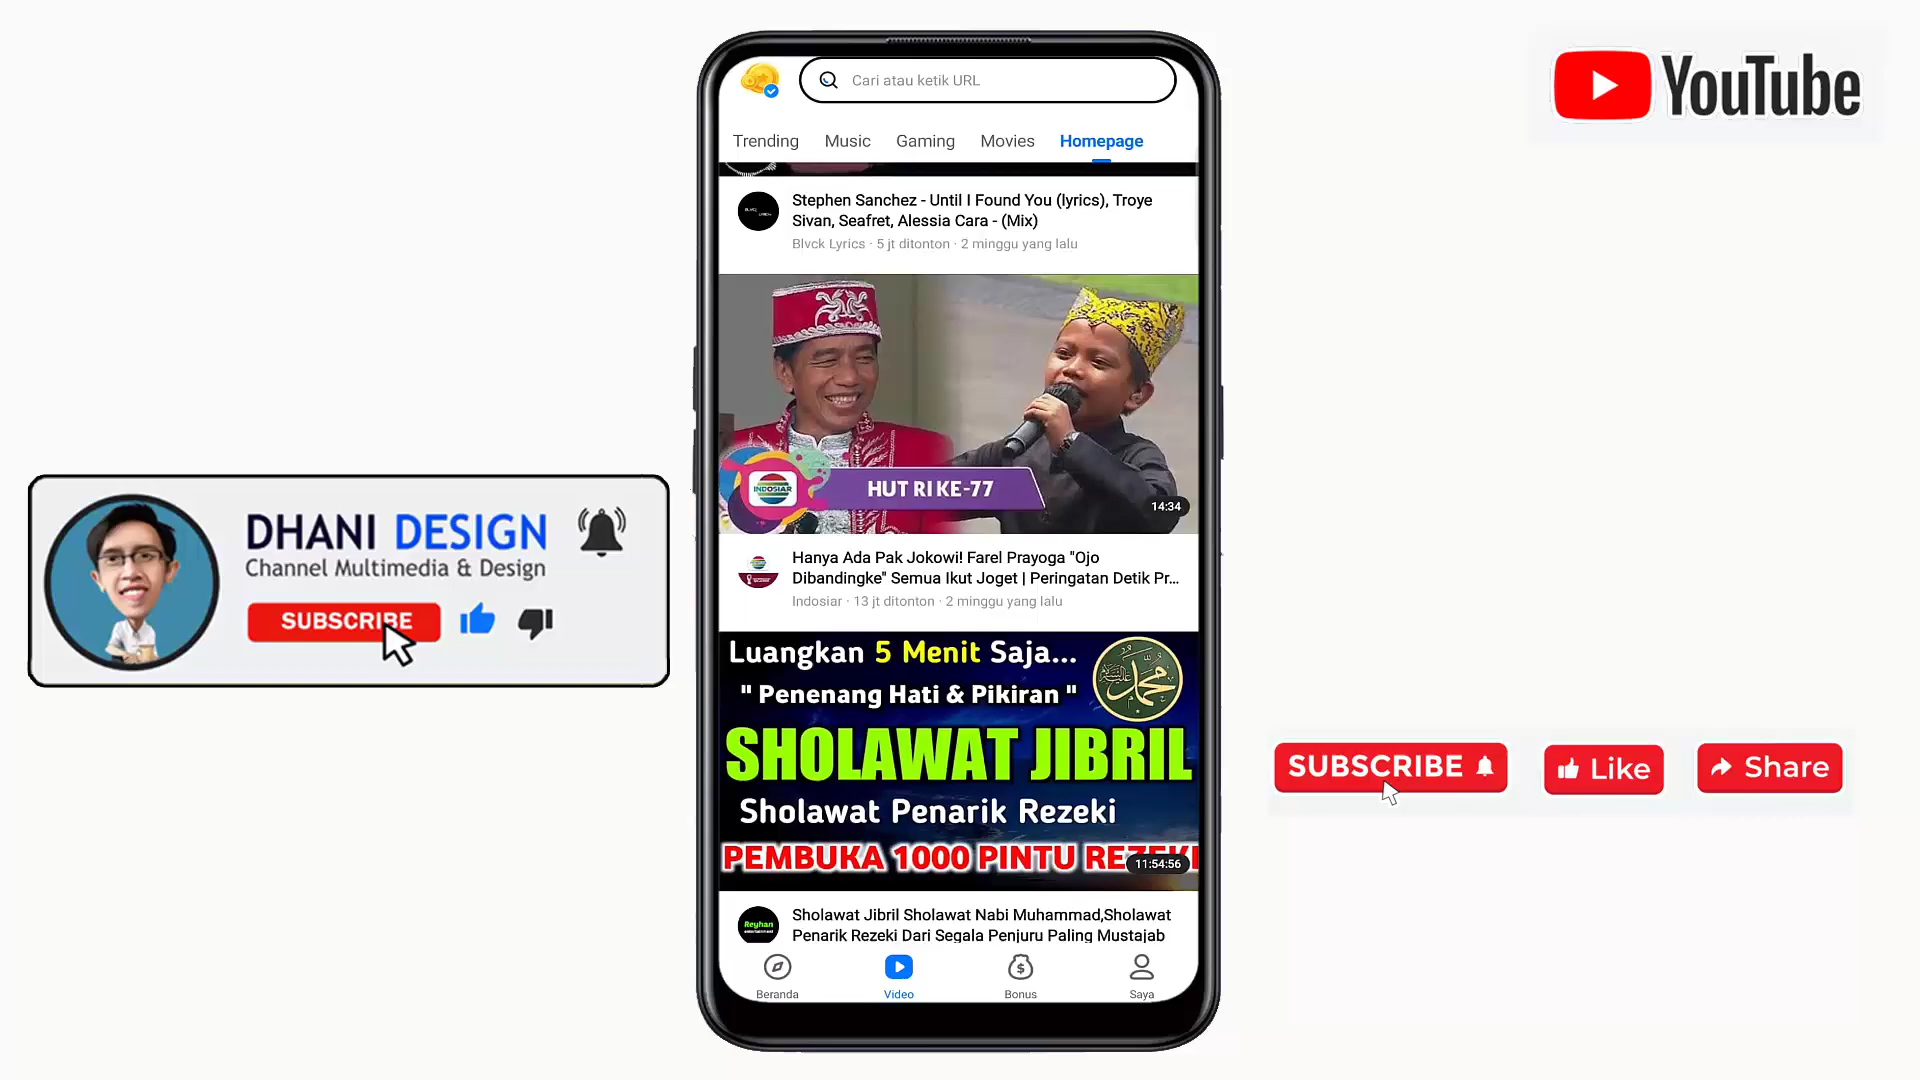 YouTube
Cari atau ketik URL
Trending Music Gaming Movies Homepage
Stephen Sanchez - Until I Found You (lyrics), Troye
Sivan, Seafret, Alessia Cara - (Mix)
Blvck Lyrics · 5 jt ditonton · 2 minggu yang lalu
INDOSIAR
HUT RI KE-77
14:34
Hanya Ada Pak Jokowi! Farel Prayoga "Ojo
Dibandingke" Semua Ikut Joget | Peringatan Detik Pr...
Indosiar · 13 jt ditonton · 2 minggu yang lalu
Luangkan 5 Menit Saja...
" Penenang Hati & Pikiran "
SHOLAWAT JIBRIL
Sholawat Penarik Rezeki
PEMBUKA 1000 PINTU REZEKI
11:54:56
Reyhan
entertainment
Sholawat Jibril Sholawat Nabi Muhammad,Sholawat
Penarik Rezeki Dari Segala Penjuru Paling Mustajab
Beranda Video Bonus Saya
DHANI DESIGN
Channel Multimedia & Design
SUBSCRIBE
SUBSCRIBE Like Share